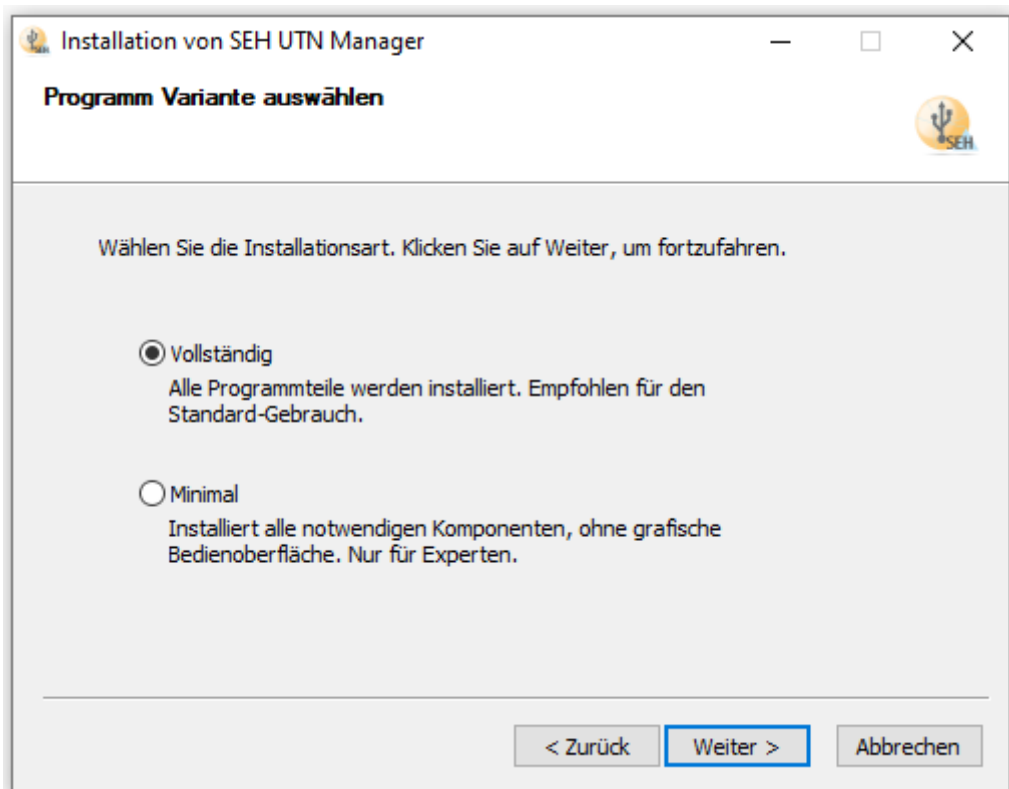 Installation von SEH UTN Manager
Programm Variante auswählen
SEH
Wählen Sie die Installationsart. Klicken Sie auf Weiter, um fortzufahren.
Vollständig
Alle Programmteile werden installiert. Empfohlen für den
Standard-Gebrauch.
Minimal
Installiert alle notwendigen Komponenten, ohne grafische
Bedienoberfläche. Nur für Experten.
< Zurück
Weiter >
Abbrechen